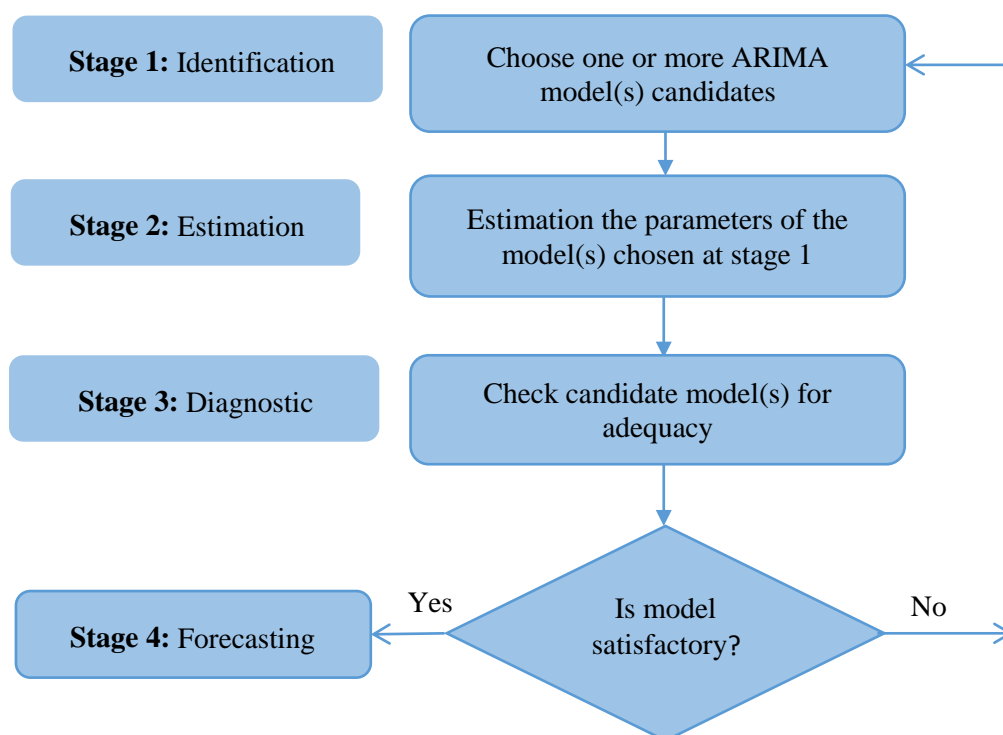 Stage 1: Identification
Choose one or more ARIMA
model(s) candidates
Stage 2: Estimation
Estimation the parameters of the
model(s) chosen at stage 1
Stage 3: Diagnostic
Check candidate model(s) for
adequacy
Stage 4: Forecasting
Yes
Is model
satisfactory?
No